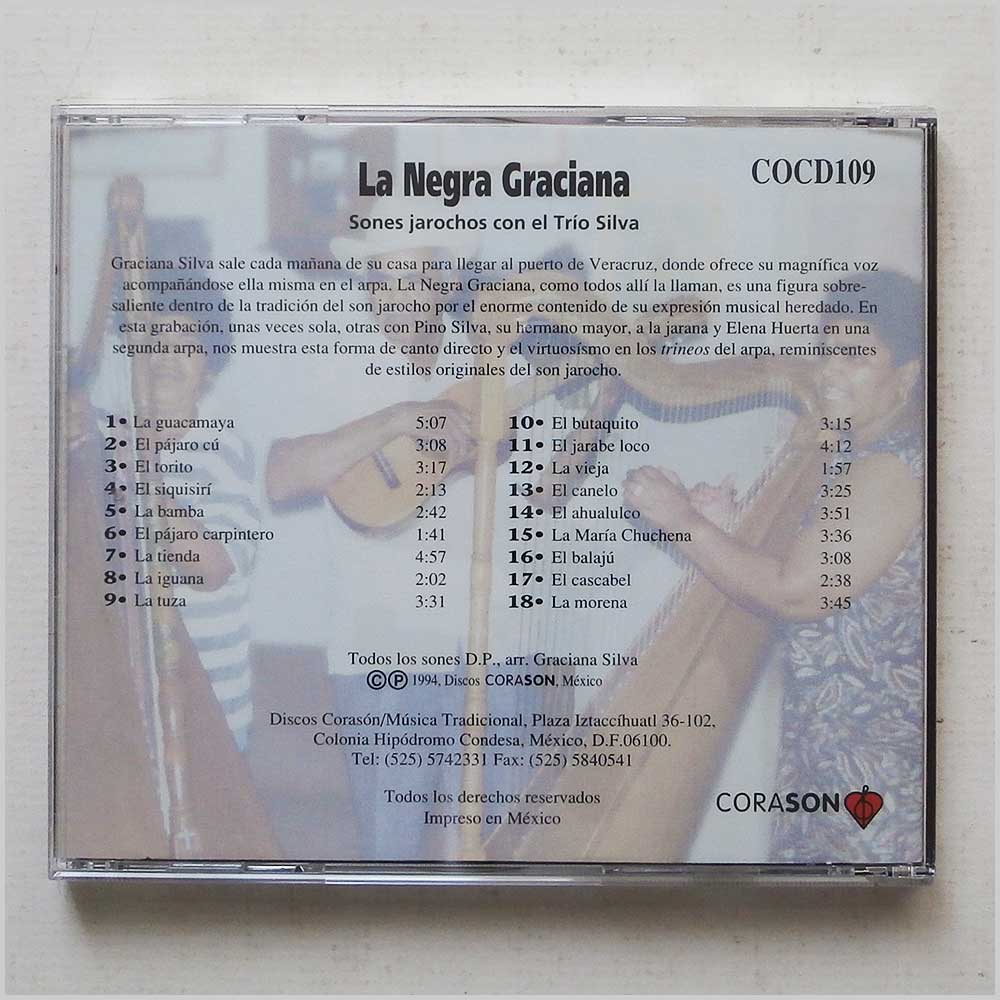 La Negra Graciana
COCD109
Sones jarochos con el Trío Silva
Graciana Silva sale cada mañana de su casa para llegar al puerto de Veracruz, donde ofrece su magnífica voz
acompañándose ella misma en el arpa. La Negra Graciana, como todos allí la llaman, es una figura sobre-
saliente dentro de la tradición del son jarocho por el enorme contenido de su expresión musical heredado. En
esta grabación, unas veces sola, otras con Pino Silva, su hermano mayor, a la jarana y Elena Huerta en una
segunda arpa, nos muestra esta forma de canto directo y el virtuosísmo en los trineos del arpa, reminiscentes
de estilos originales del son jarocho.
1• La guacamaya 5:07
2• El pájaro cú 3:08
3• El torito 3:17
4• El siquisirí 2:13
5• La bamba 2:42
6• El pájaro carpintero 1:41
7• La tienda 4:57
8• La iguana 2:02
9• La tuza 3:31
10• El butaquito 3:15
11• El jarabe loco 4:12
12• La vieja 1:57
13• El canelo 3:25
14• El ahualulco 3:51
15• La María Chuchena 3:36
16• El balajú 3:08
17• El cascabel 2:38
18• La morena 3:45
Todos los sones D.P., arr. Graciana Silva
©℗ 1994, Discos CORASON, México
Discos Corasón/Música Tradicional, Plaza Iztaccíhuatl 36-102,
Colonia Hipódromo Condesa, México, D.F.06100.
Tel: (525) 5742331 Fax: (525) 5840541
Todos los derechos reservados
Impreso en México
CORASON